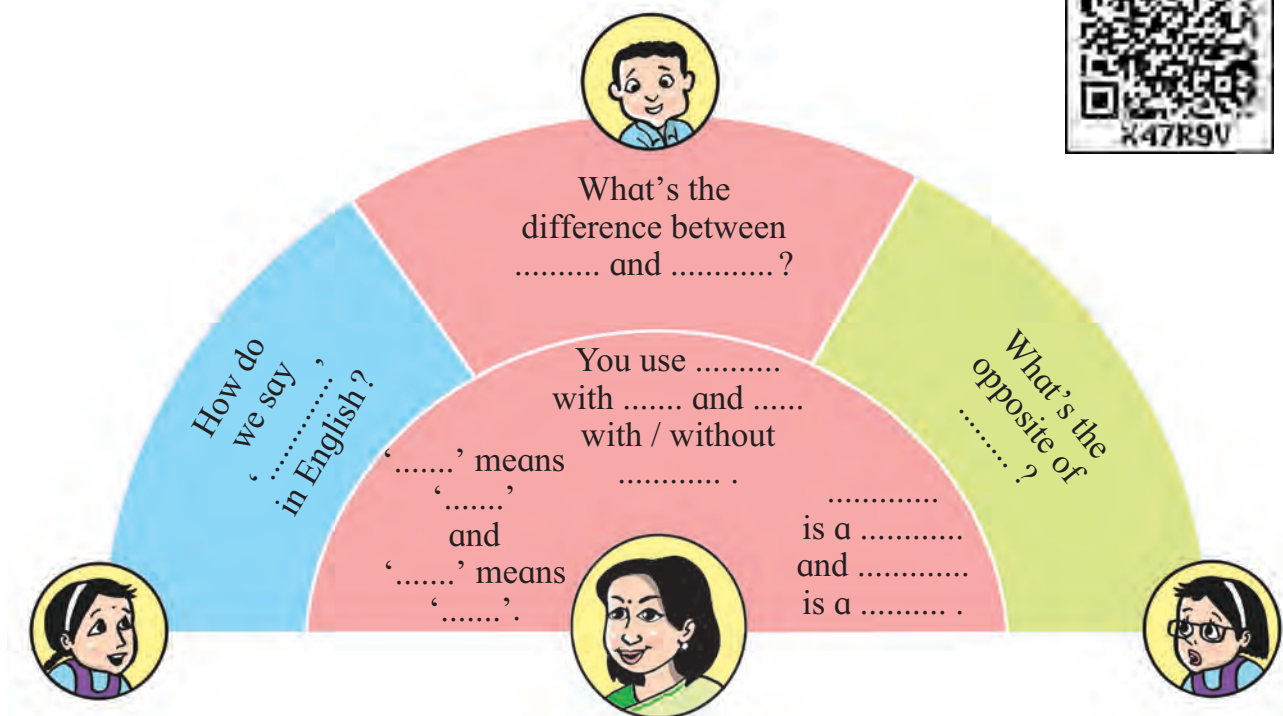 X47R9V
What’s the
difference between
.......... and ............ ?
How do
we say
‘ .............. ’
in English ?
What’s the
opposite of
......... ?
You use ..........
with ....... and ......
with / without
............ .
‘.......’ means
‘.......’
and
‘.......’ means
‘.......’.
............
is a ............
and .............
is a .......... .